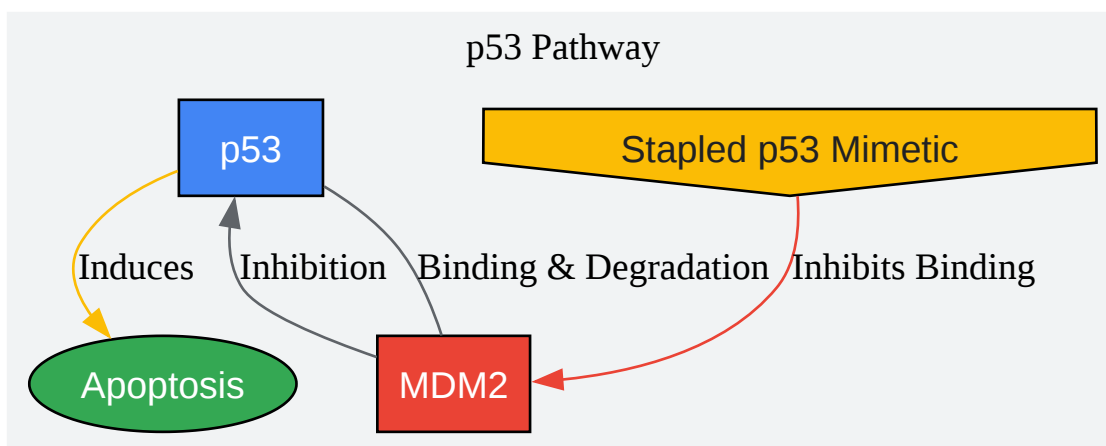 p53 Pathway
p53
Stapled p53 Mimetic
Induces
Inhibition
Binding & Degradation
Inhibits Binding
Apoptosis
MDM2